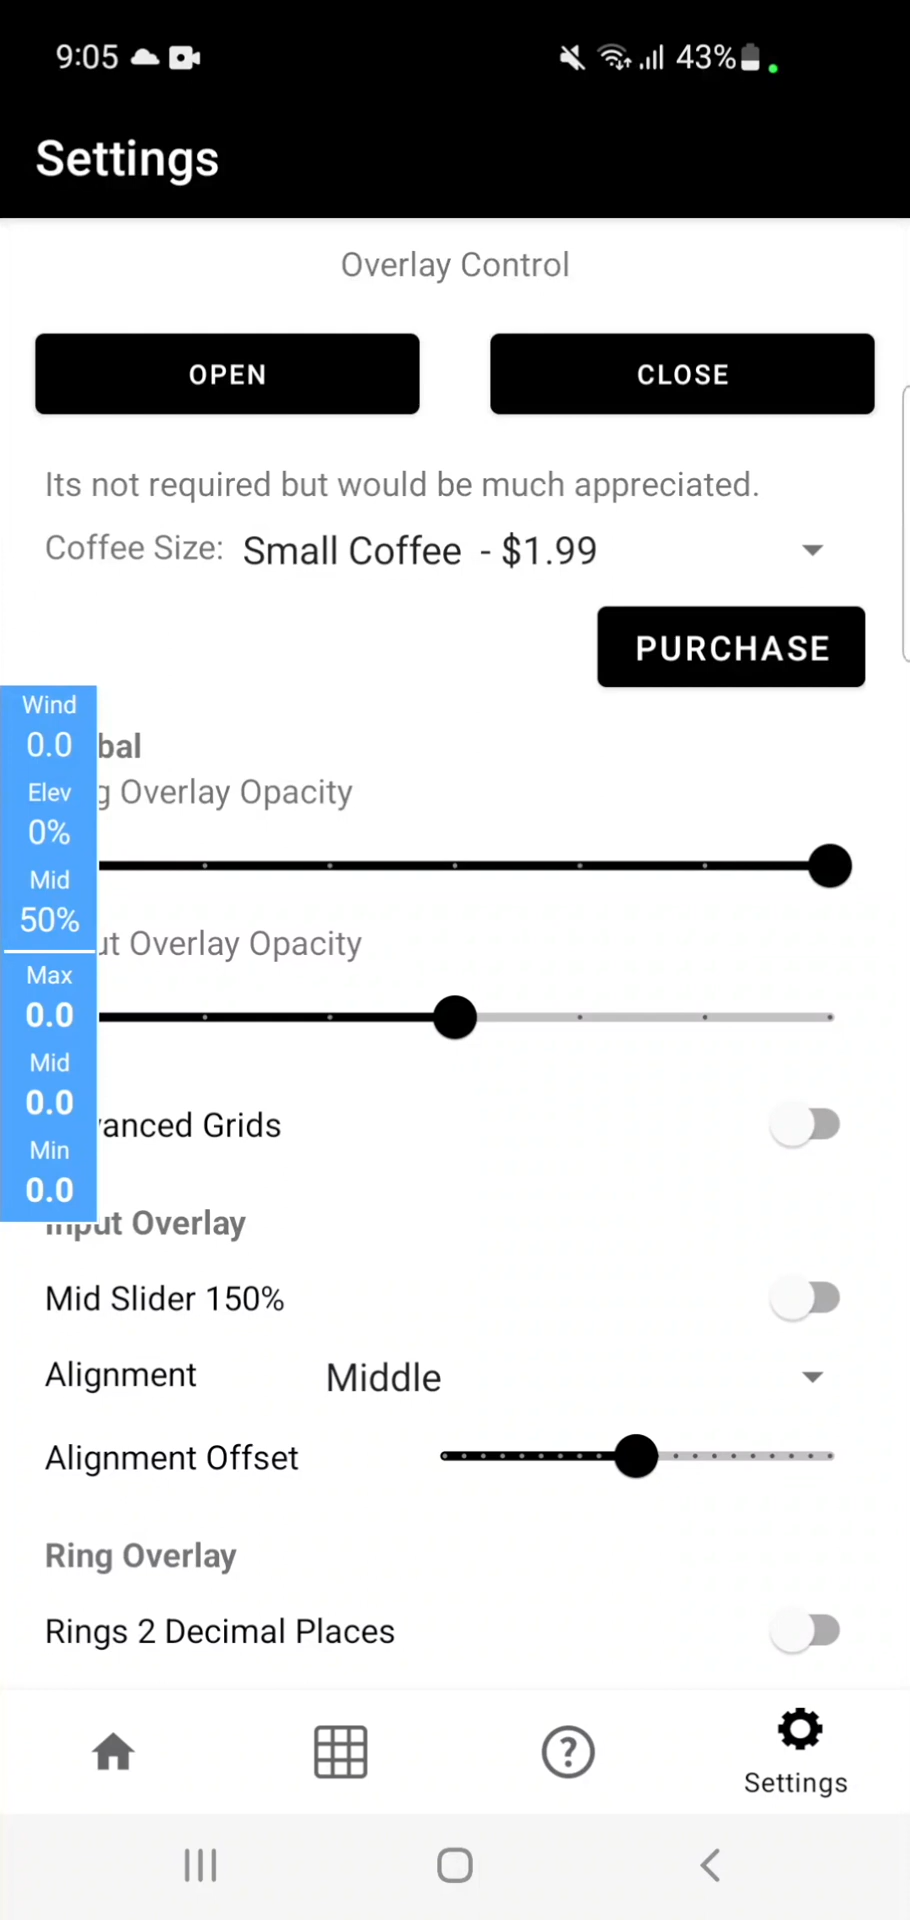 9:05
43%
Settings
Overlay Control
OPEN
CLOSE
Its not required but would be much appreciated.
Coffee Size: Small Coffee - $1.99
PURCHASE
Wind
0.0
Elev
0%
Mid
50%
Max
0.0
Mid
0.0
Min
0.0
bal
g Overlay Opacity
ut Overlay Opacity
vanced Grids
Input Overlay
Mid Slider 150%
Alignment Middle
Alignment Offset
Ring Overlay
Rings 2 Decimal Places
Settings